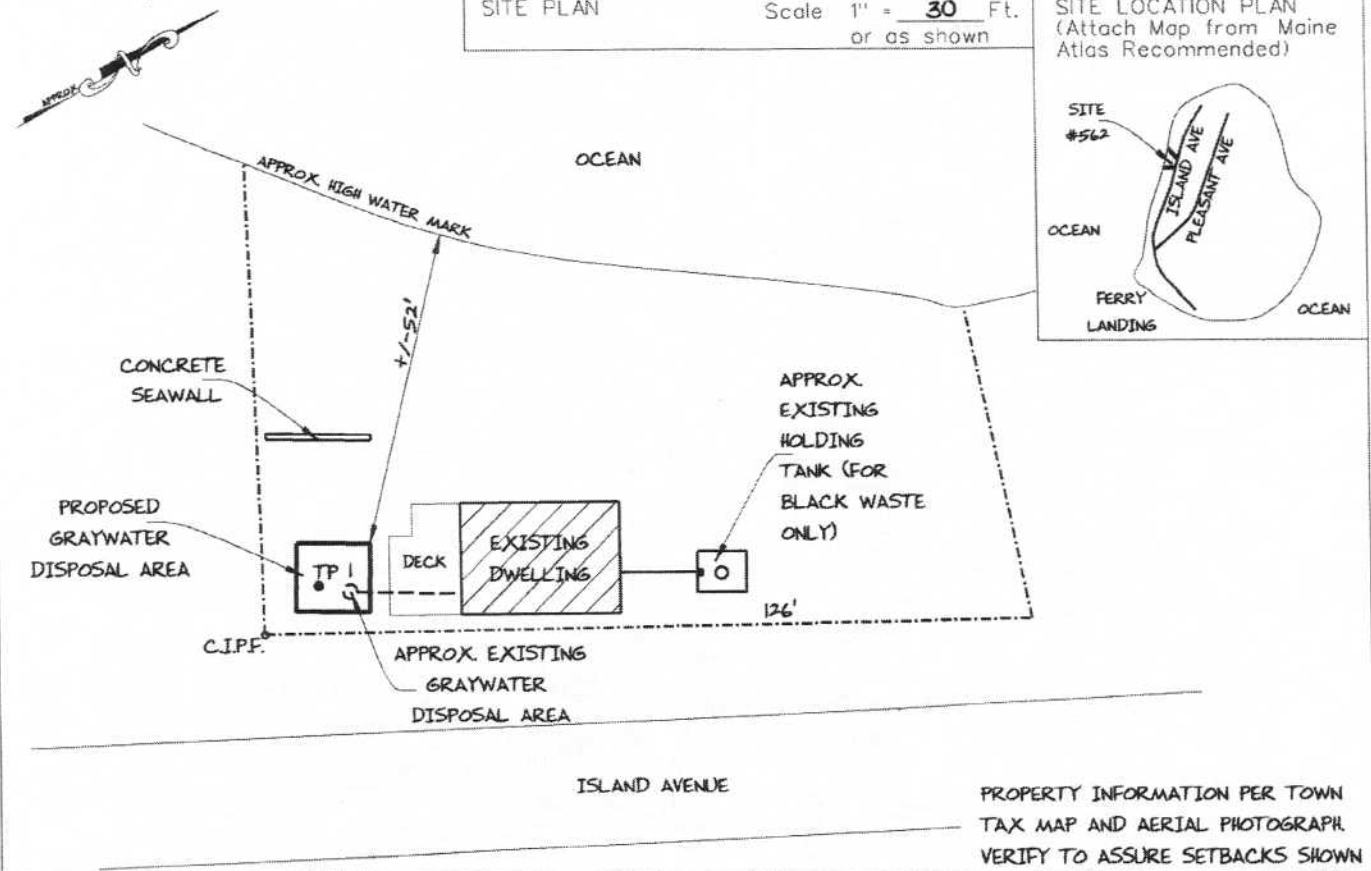 SITE PLAN
Scale 1" = 30 Ft.
or as shown
SITE LOCATION PLAN
(Attach Map from Maine
Atlas Recommended)
SITE
#562
ISLAND AVE
PLEASANT AVE
OCEAN
FERRY
LANDING
OCEAN
APPROX
N
OCEAN
APPROX. HIGH WATER MARK
+/-52'
CONCRETE
SEAWALL
APPROX.
EXISTING
HOLDING
TANK (FOR
BLACK WASTE
ONLY)
PROPOSED
GRAYWATER
DISPOSAL AREA
TP 1
DECK
EXISTING
DWELLING
126'
C.I.P.F.
APPROX. EXISTING
GRAYWATER
DISPOSAL AREA
ISLAND AVENUE
PROPERTY INFORMATION PER TOWN
TAX MAP AND AERIAL PHOTOGRAPH.
VERIFY TO ASSURE SETBACKS SHOWN